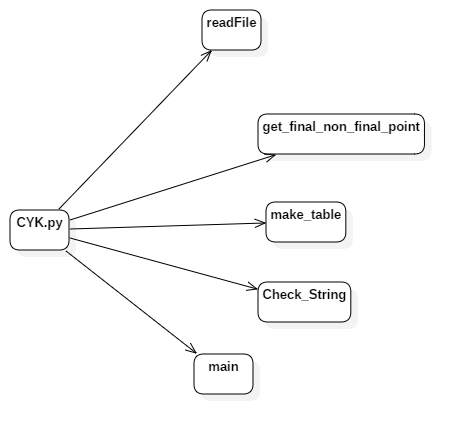 readFile
get_final_non_final_point
make_table
CYK.py
Check_String
main